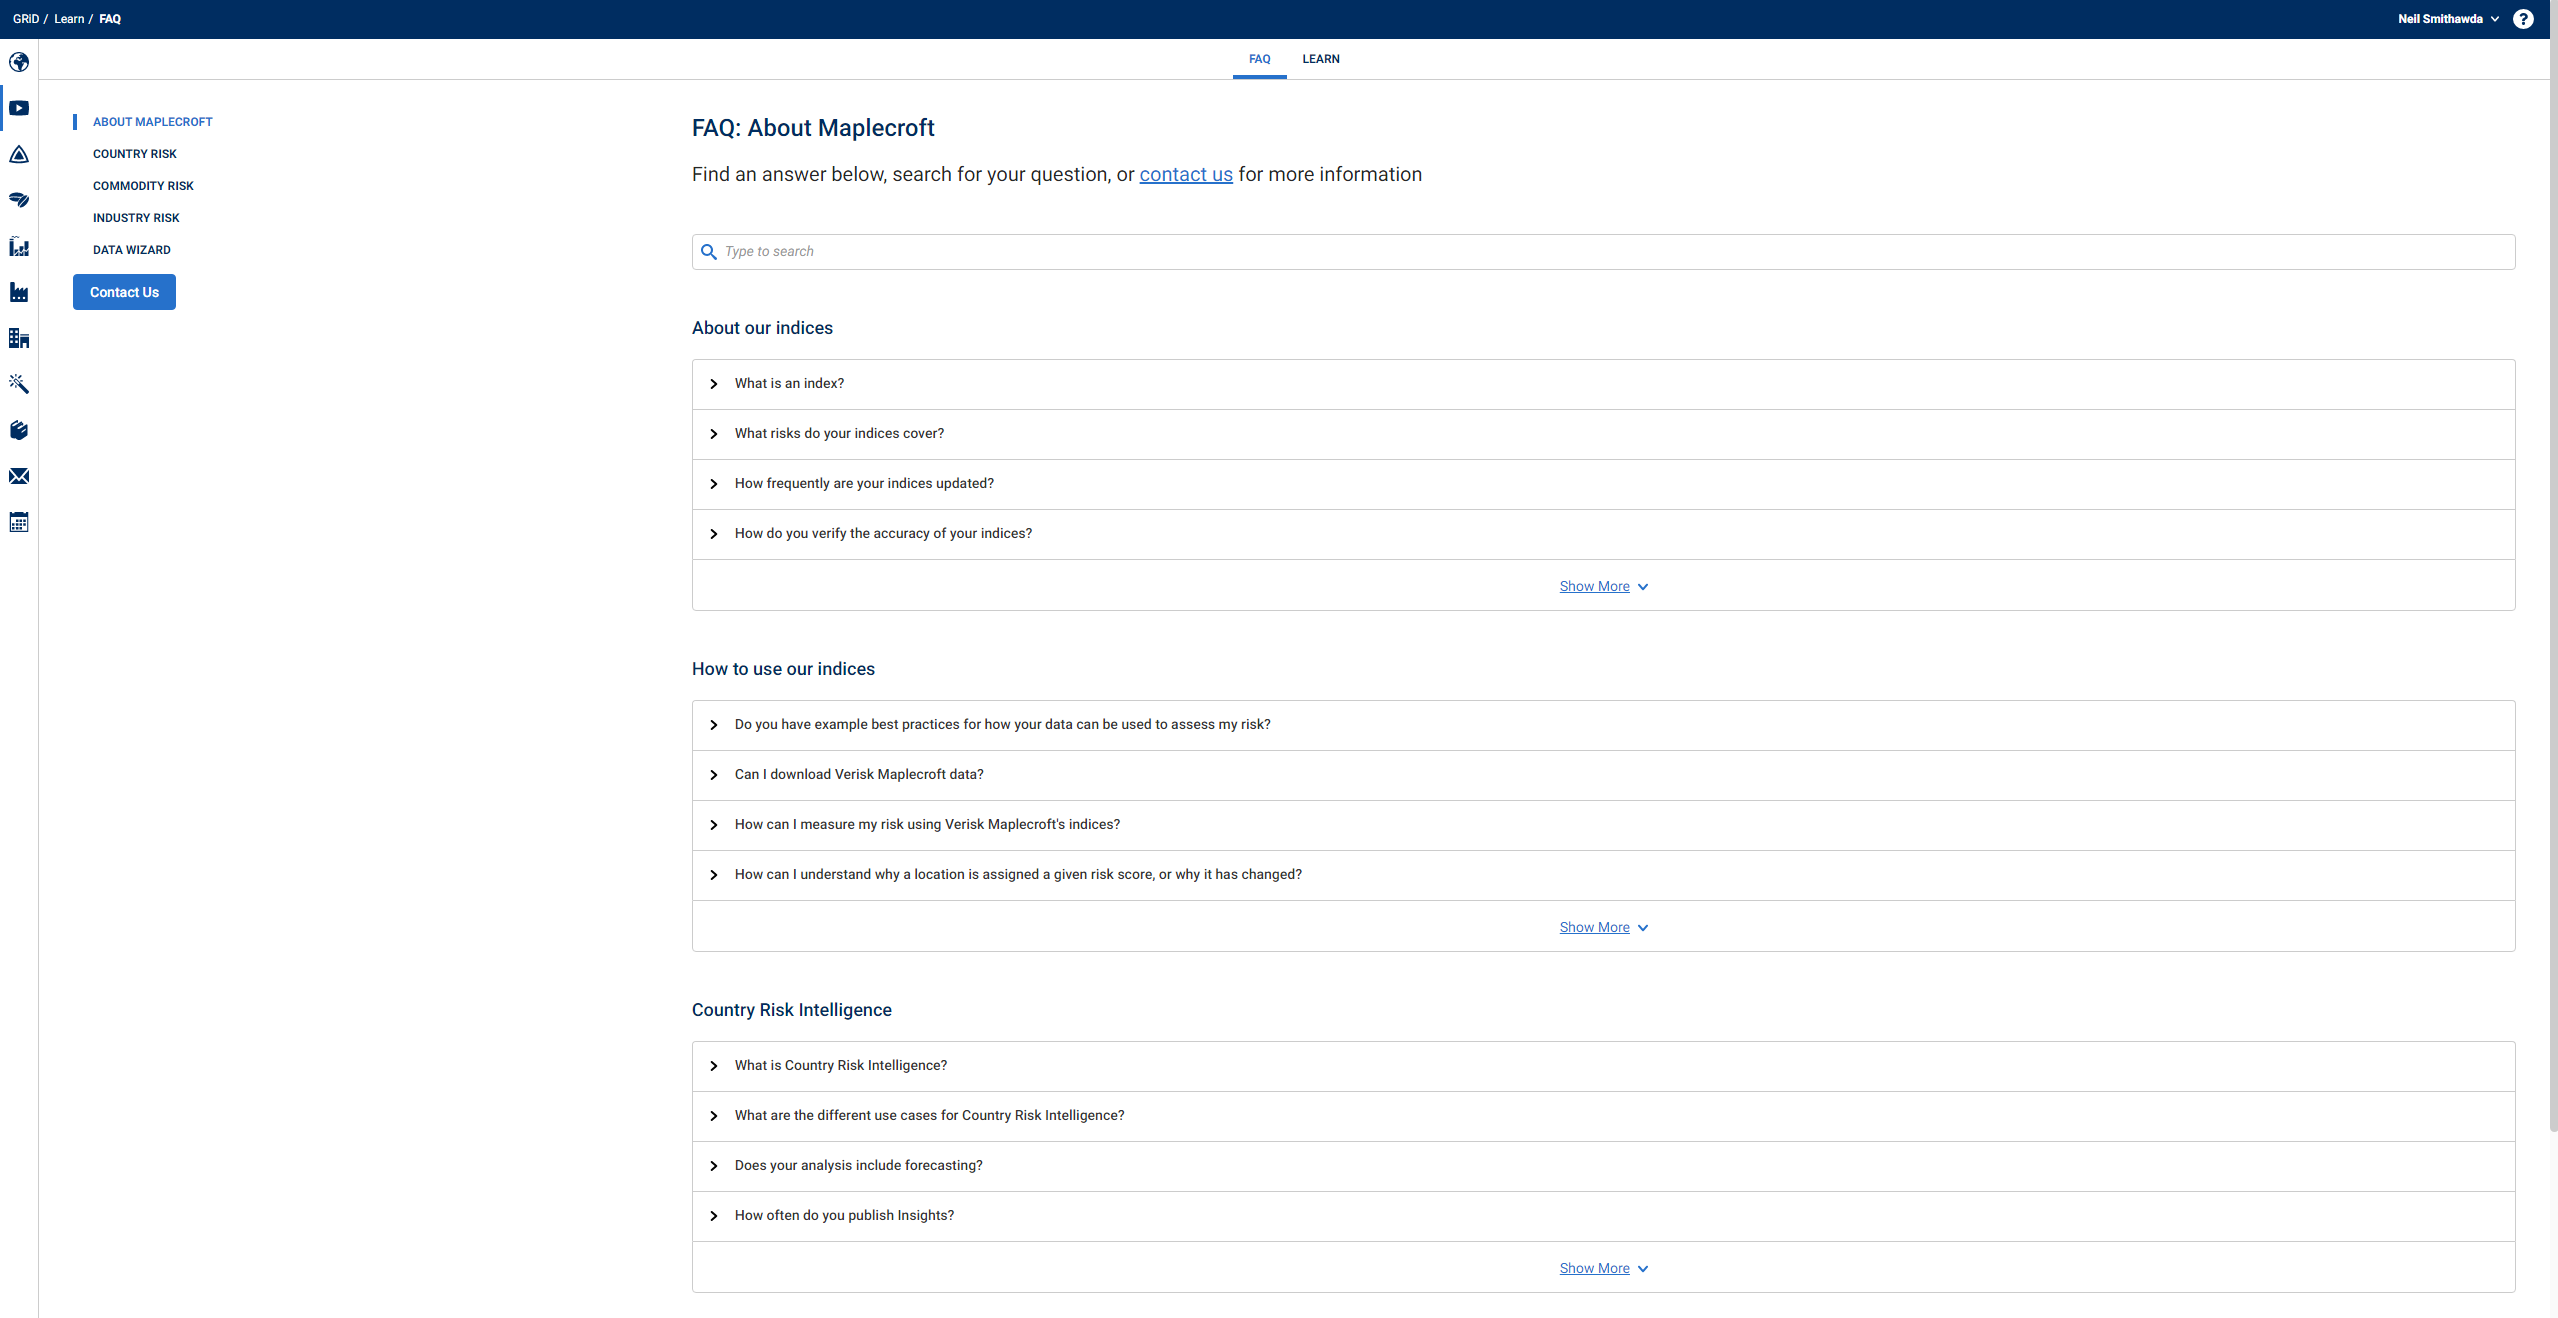 GRiD / Learn / FAQ
Neil Smithawda
FAQ
LEARN
ABOUT MAPLECROFT
COUNTRY RISK
COMMODITY RISK
INDUSTRY RISK
DATA WIZARD
Contact Us
FAQ: About Maplecroft
Find an answer below, search for your question, or contact us for more information
Type to search
About our indices
What is an index?
What risks do your indices cover?
How frequently are your indices updated?
How do you verify the accuracy of your indices?
Show More
How to use our indices
Do you have example best practices for how your data can be used to assess my risk?
Can I download Verisk Maplecroft data?
How can I measure my risk using Verisk Maplecroft's indices?
How can I understand why a location is assigned a given risk score, or why it has changed?
Show More
Country Risk Intelligence
What is Country Risk Intelligence?
What are the different use cases for Country Risk Intelligence?
Does your analysis include forecasting?
How often do you publish Insights?
Show More